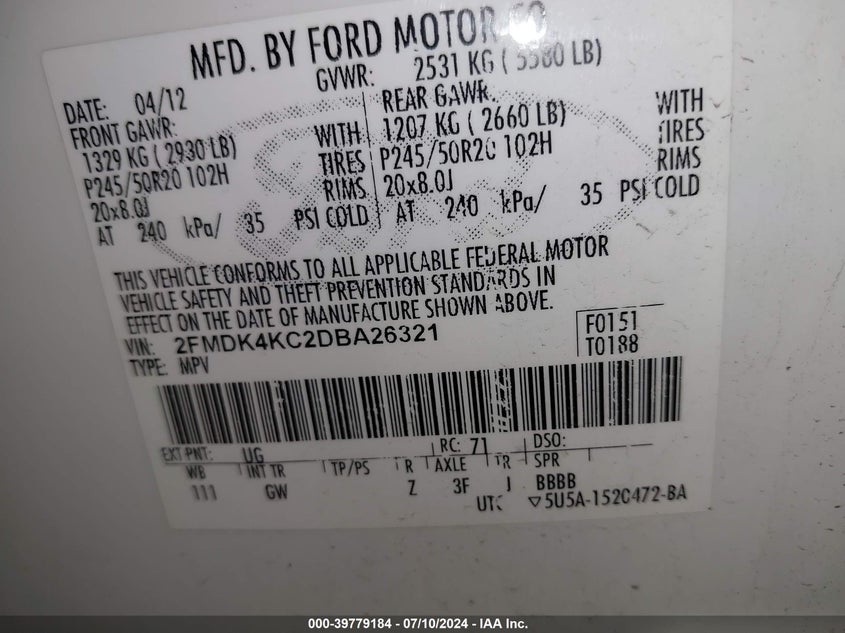 MFD. BY FORD MOTOR CO.
GVWR: 2531 KG ( 5580 LB)
DATE: 04/12
FRONT GAWR:
1329 KG ( 2930 LB)
P245/50R20 102H
20x8.0J
AT 240 kPa/ 35 PSI COLD
WITH
TIRES
RIMS
REAR GAWR:
1207 KG ( 2660 LB)
P245/50R20 102H
20x8.0J
AT 240 kPa/ 35 PSI COLD
WITH
TIRES
RIMS
THIS VEHICLE CONFORMS TO ALL APPLICABLE FEDERAL MOTOR
VEHICLE SAFETY AND THEFT PREVENTION STANDARDS IN
EFFECT ON THE DATE OF MANUFACTURE SHOWN ABOVE.
VIN: 2FMDK4KC2DBA26321
TYPE: MPV
F0151
T0188
EXT PNT: UG RC: 71 DSO:
WB INT TR TP/PS R AXLE TR SPR
111 GW Z 3F J BBBB
UTC ▽5U5A-1520472-BA
000-39779184 - 07/10/2024 - IAA Inc.